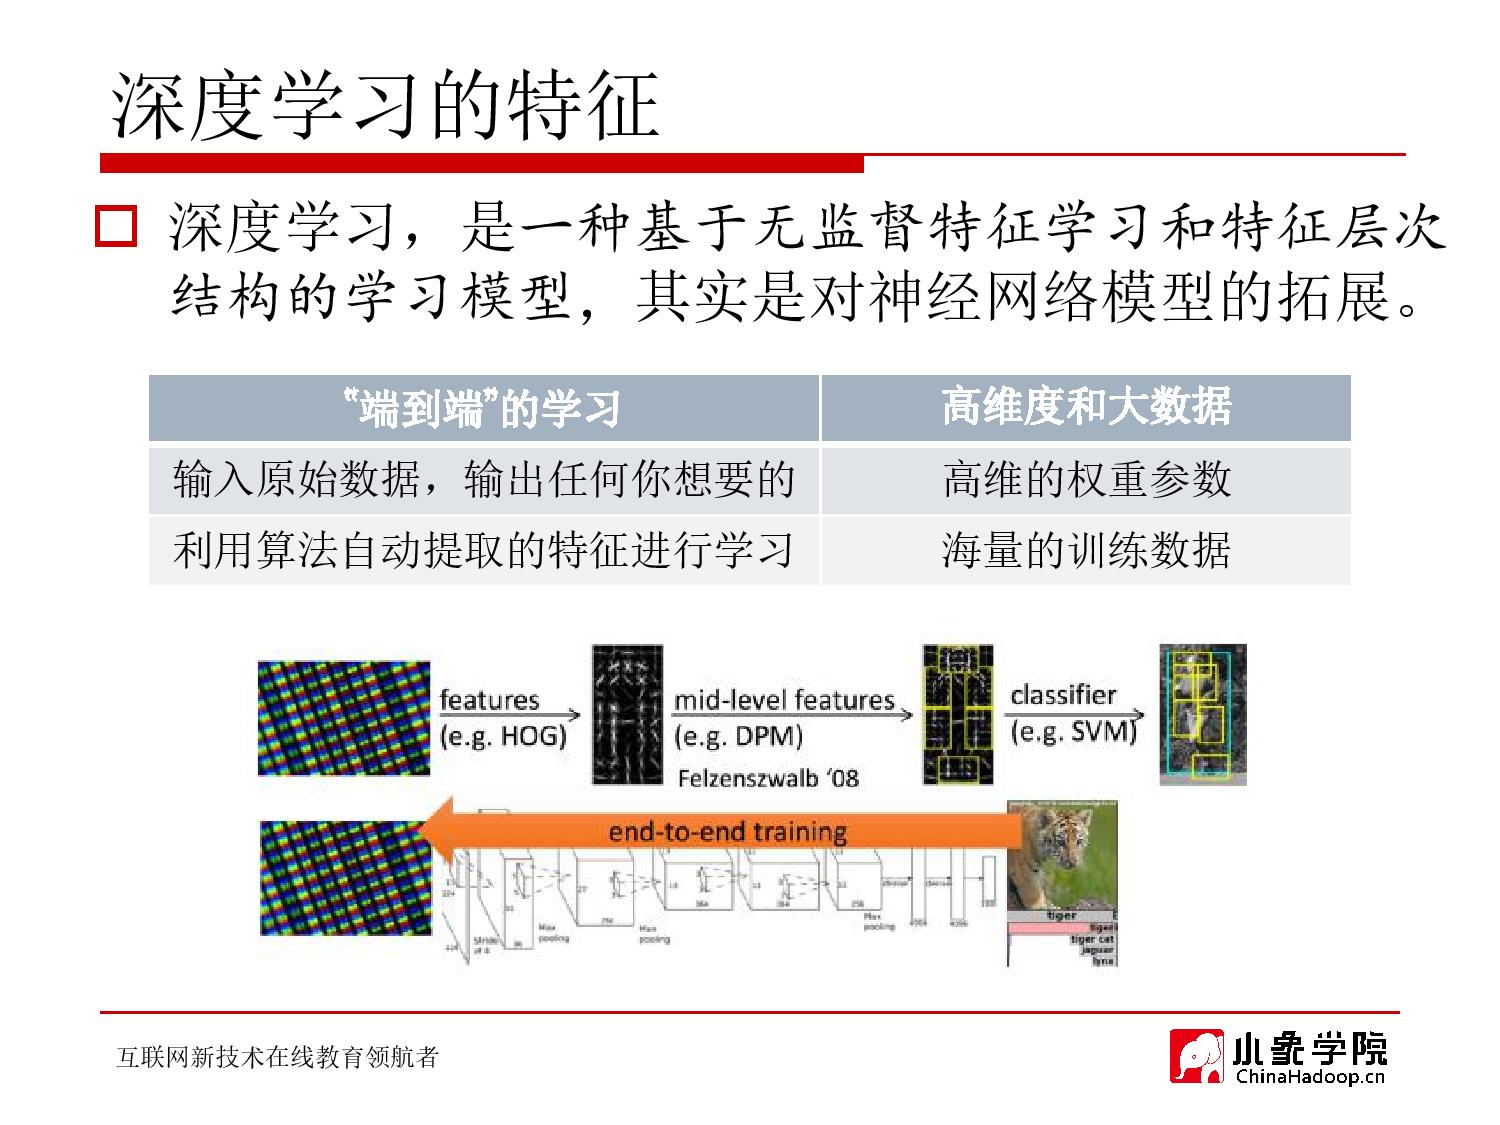 深度学习的特征
深度学习，是一种基于无监督特征学习和特征层次
结构的学习模型，其实是对神经网络模型的拓展。
“端到端”的学习 高维度和大数据
输入原始数据，输出任何你想要的 高维的权重参数
利用算法自动提取的特征进行学习 海量的训练数据
features
(e.g. HOG)
mid-level features
(e.g. DPM)
Felzenszwalb ‘08
classifier
(e.g. SVM)
end-to-end training
Max
pooling
Max
pooling
Max
pooling
tiger
tiger
tiger cat
jaguar
lynx
互联网新技术在线教育领航者
小象学院
ChinaHadoop.cn